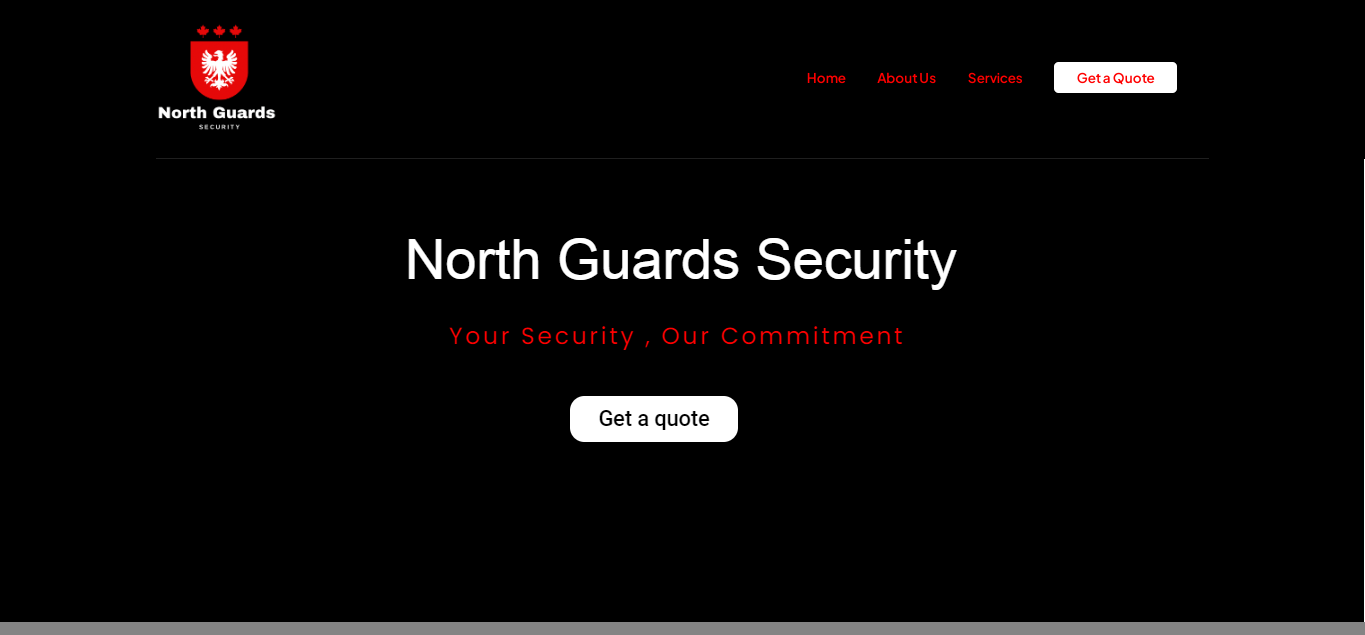 North Guards
SECURITY
Home About Us Services Get a Quote
North Guards Security
Your Security , Our Commitment
Get a quote